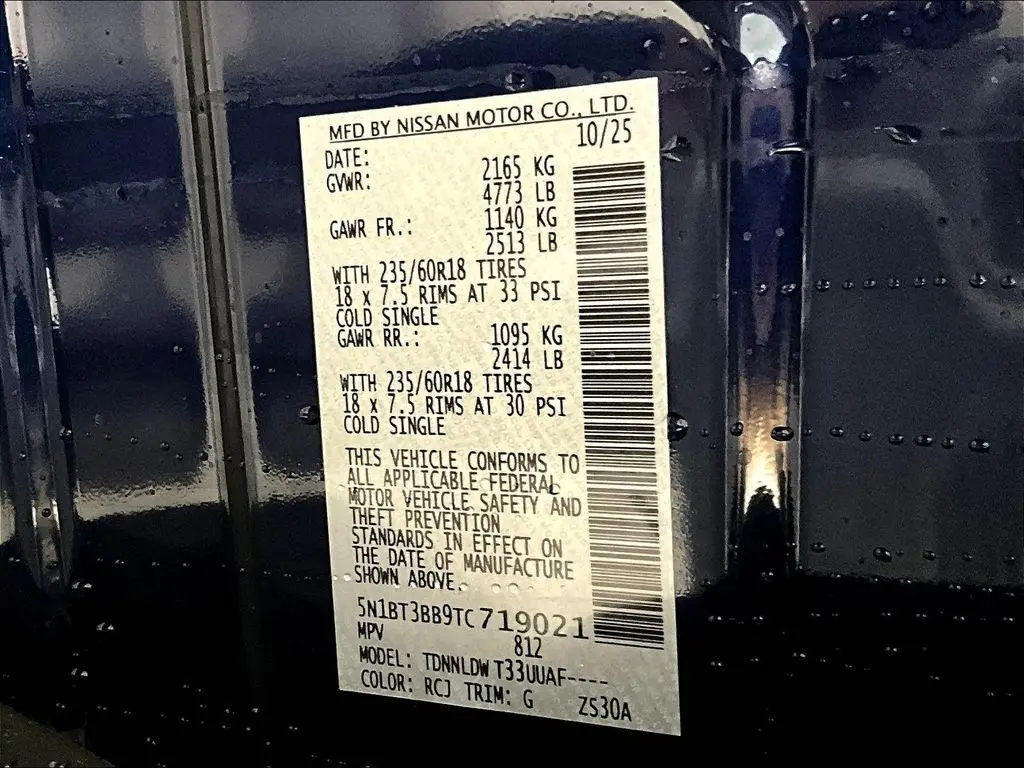 MFD BY NISSAN MOTOR CO., LTD.
DATE: 10/25
GVWR: 2165 KG
4773 LB
GAWR FR.: 1140 KG
2513 LB
WITH 235/60R18 TIRES
18 x 7.5 RIMS AT 33 PSI
COLD SINGLE
GAWR RR.: 1095 KG
2414 LB
WITH 235/60R18 TIRES
18 x 7.5 RIMS AT 30 PSI
COLD SINGLE
THIS VEHICLE CONFORMS TO
ALL APPLICABLE FEDERAL
MOTOR VEHICLE SAFETY AND
THEFT PREVENTION
STANDARDS IN EFFECT ON
THE DATE OF MANUFACTURE
SHOWN ABOVE.
5N1BT3BB9TC719021
MPV 812
MODEL: TDNNLDW T33UUAF----
COLOR: RCJ TRIM: G ZS30A